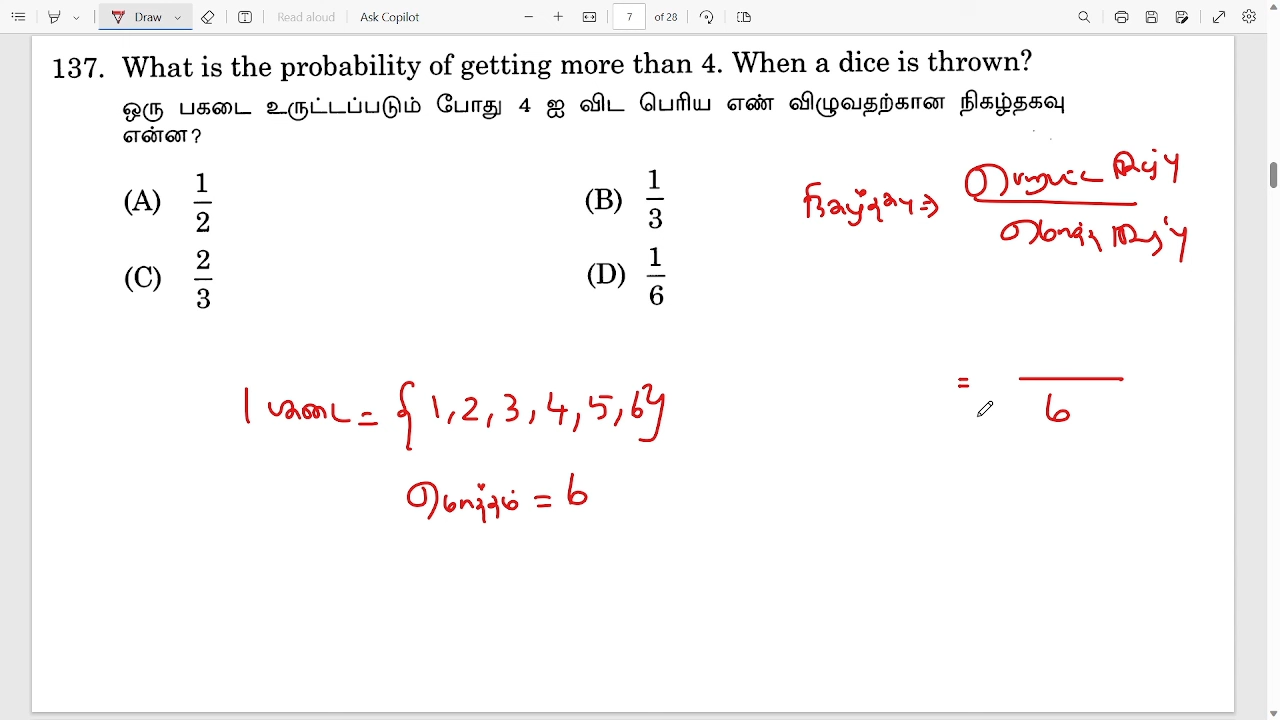 Draw
Read aloud
Ask Copilot
7
of 28
137. What is the probability of getting more than 4. When a dice is thrown?
ஒரு பகடை உருட்டப்படும் போது 4 ஐ விட பெரிய எண் விழுவதற்கான நிகழ்தகவு
என்ன?
(A) 1/2
(B) 1/3
(C) 2/3
(D) 1/6
நிகழ்தகவு ⇒
1 பகடை = { 1, 2, 3, 4, 5, 6 }
= 6
மொத்தம் = 6